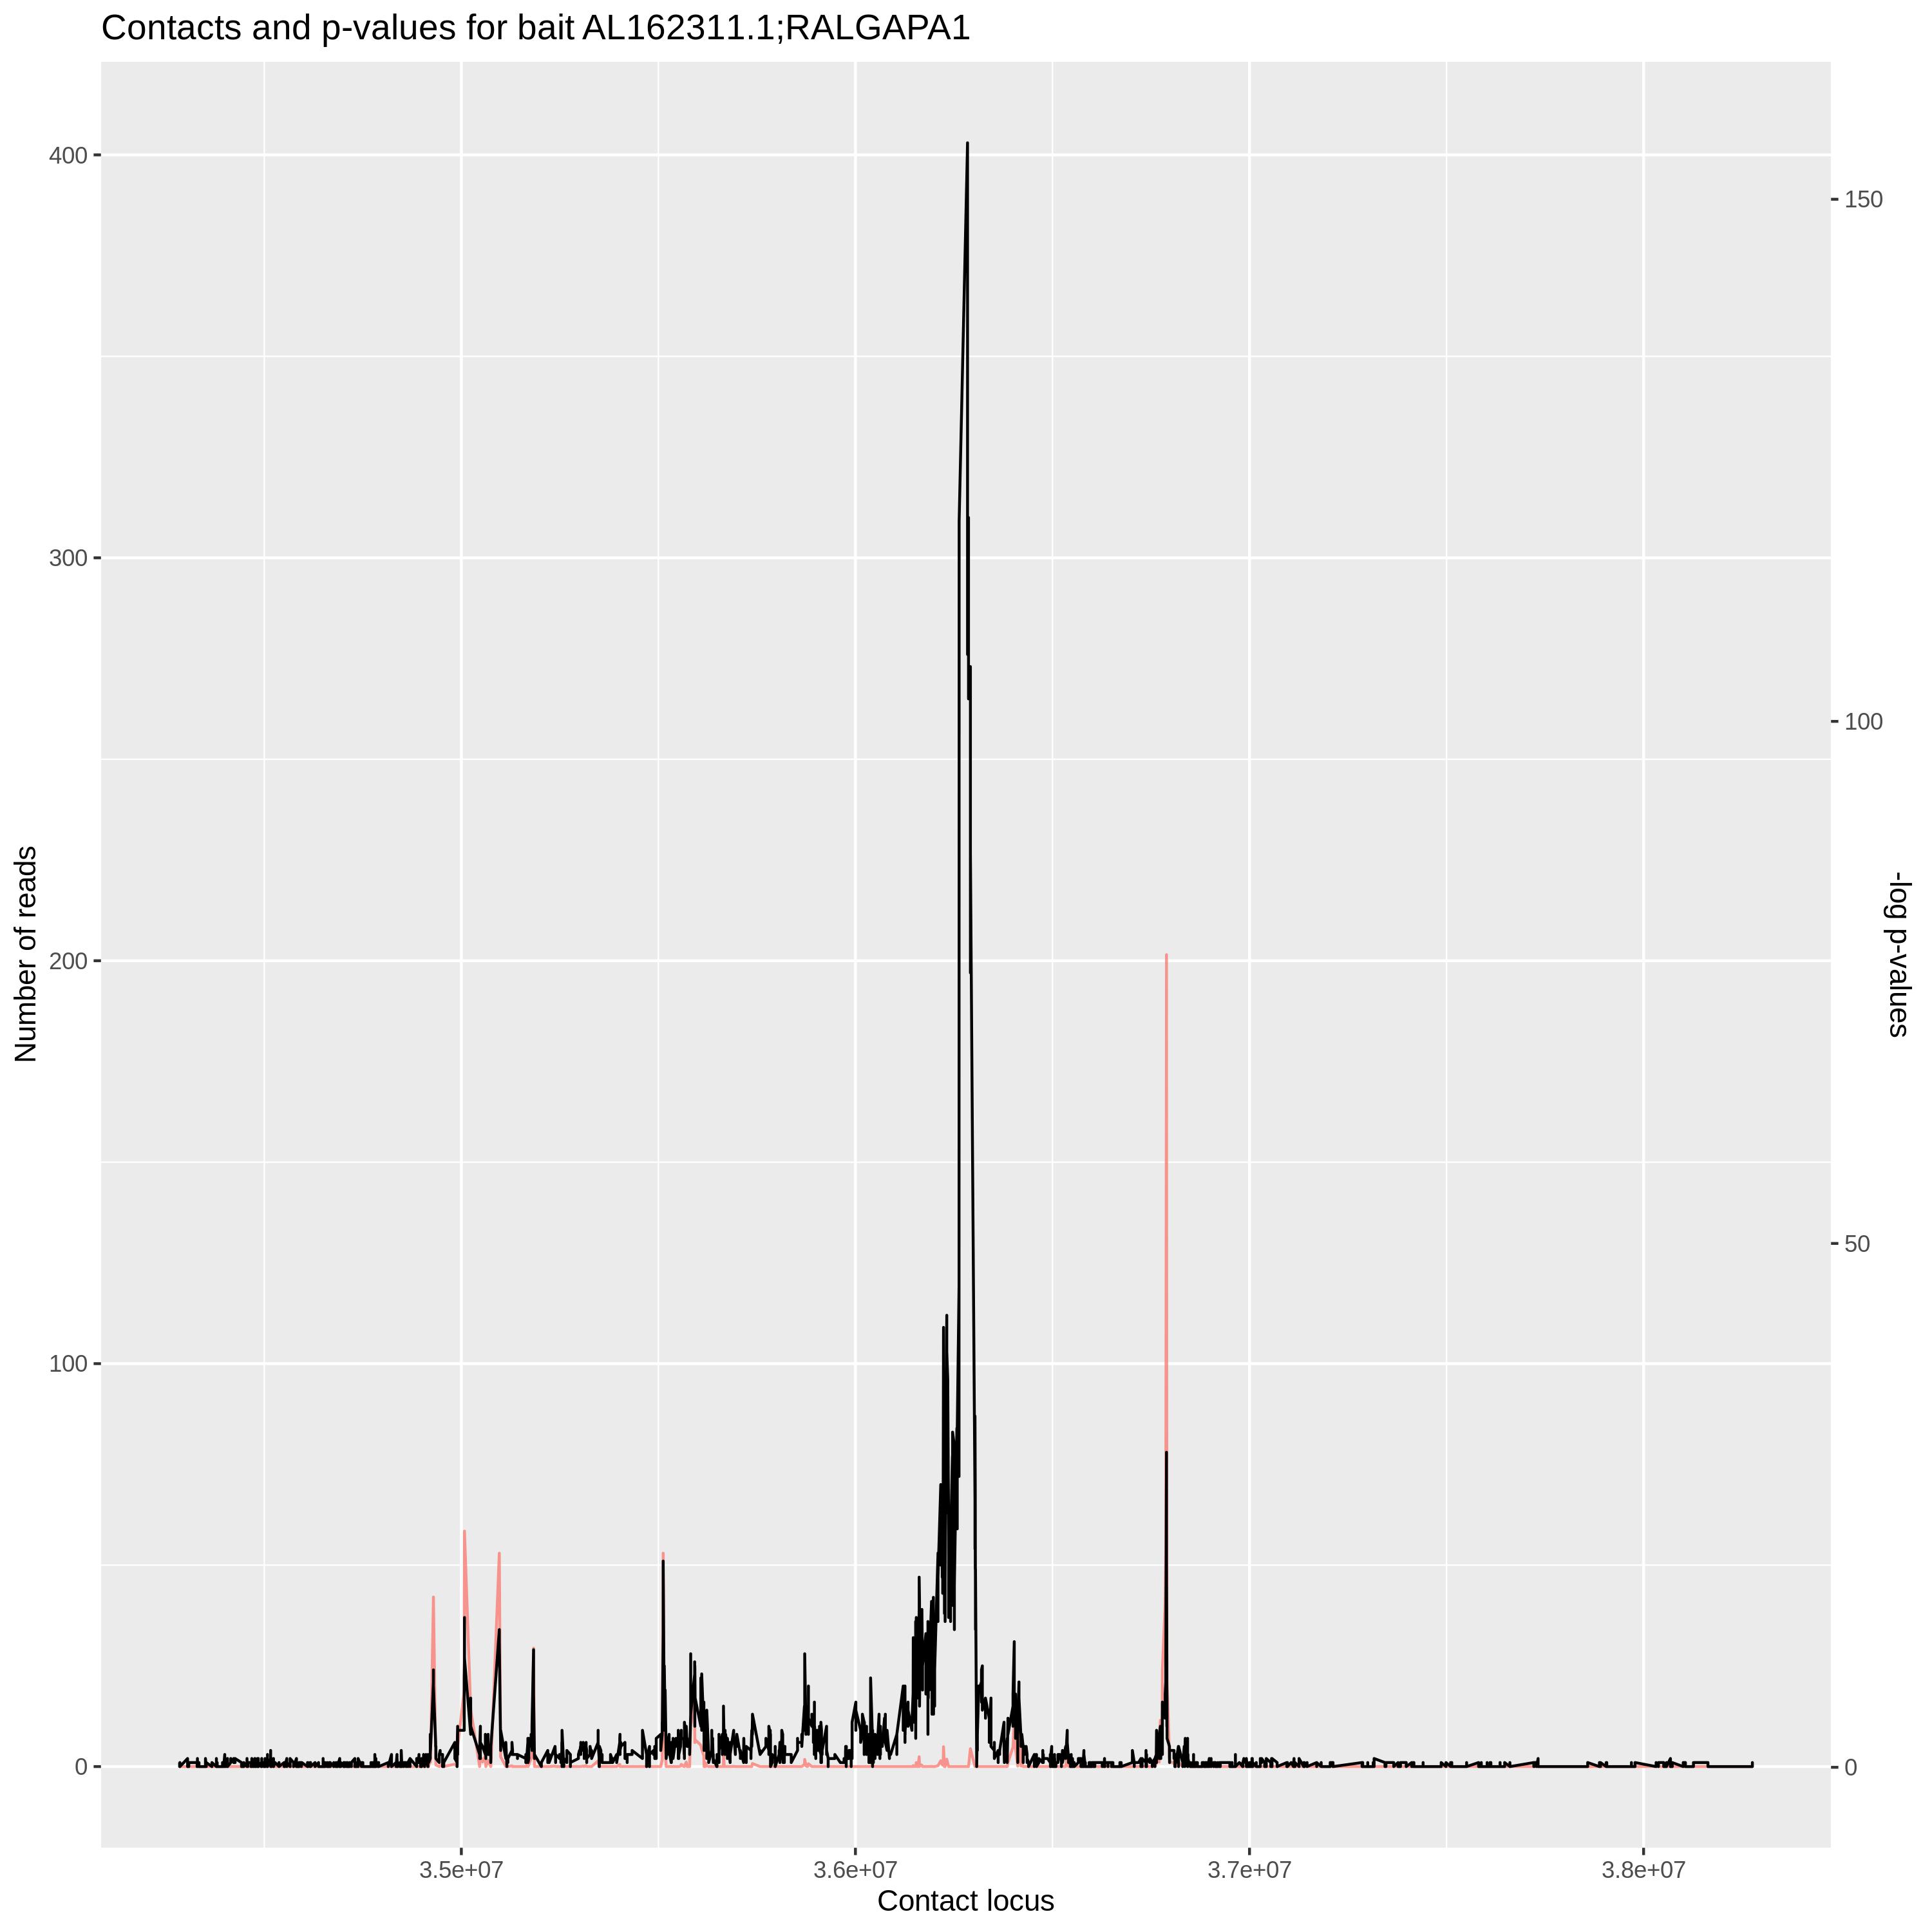 Contacts and p-values for bait AL162311.1;RALGAPA1
400
300
200
100
0
Number of reads
150
100
50
0
-log p-values
3.5e+07
3.6e+07
3.7e+07
3.8e+07
Contact locus